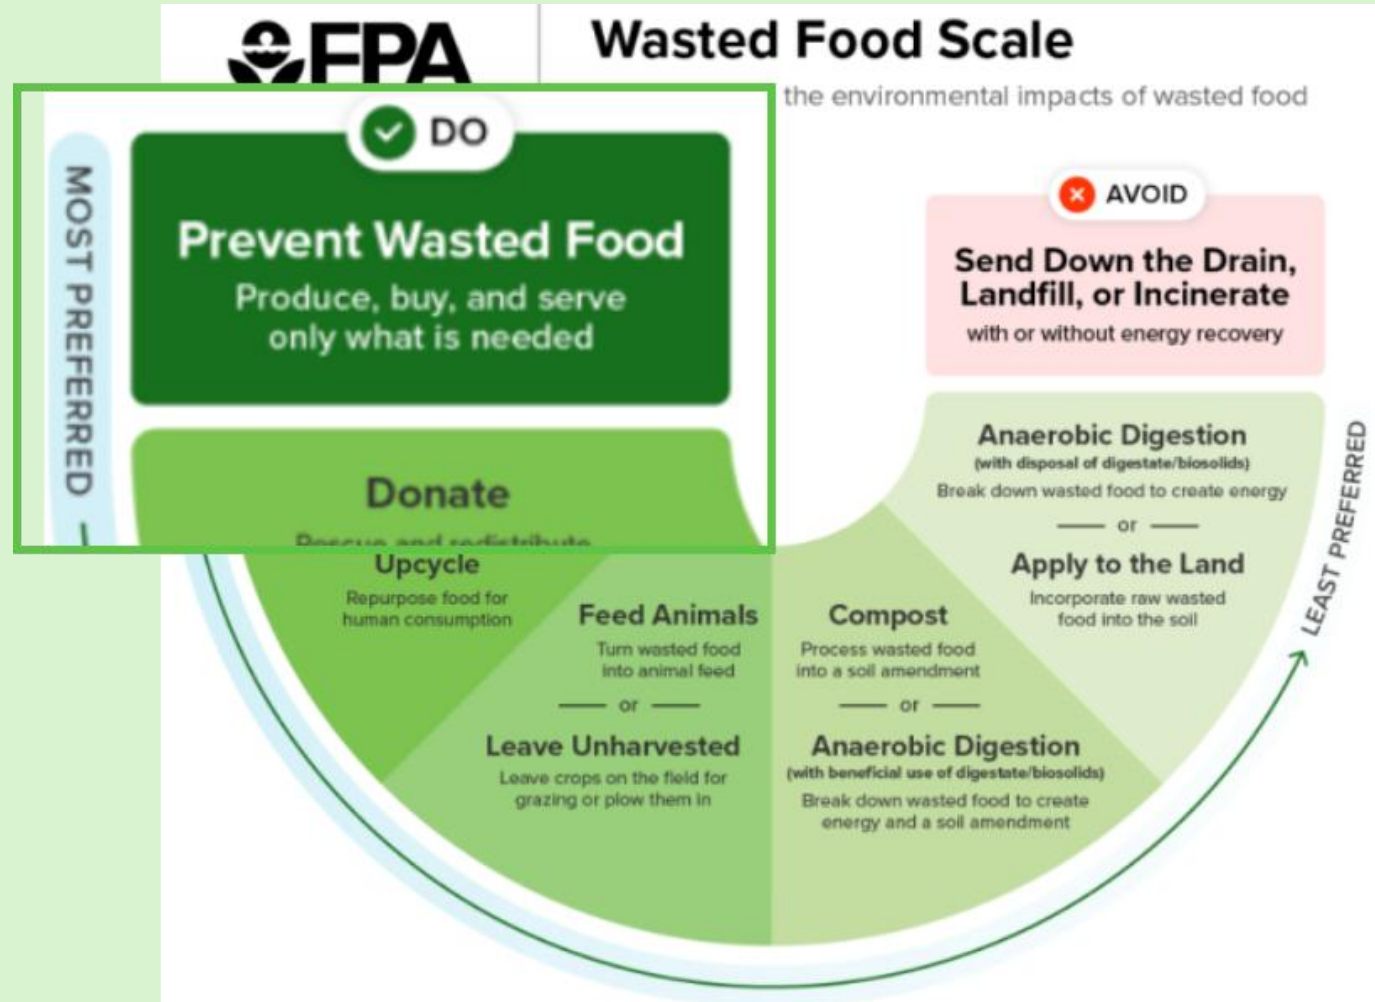 EPA
Wasted Food Scale
the environmental impacts of wasted food
DO
MOST PREFERRED
Prevent Wasted Food
Produce, buy, and serve
only what is needed
Donate
Rescue and redistribute
Upcycle
Repurpose food for
human consumption
Feed Animals
Turn wasted food
into animal feed
or
Leave Unharvested
Leave crops on the field for
grazing or plow them in
Compost
Process wasted food
into a soil amendment
or
Anaerobic Digestion
(with beneficial use of digestate/biosolids)
Break down wasted food to create
energy and a soil amendment
Anaerobic Digestion
(with disposal of digestate/biosolids)
Break down wasted food to create energy
or
Apply to the Land
Incorporate raw wasted
food into the soil
AVOID
Send Down the Drain,
Landfill, or Incinerate
with or without energy recovery
LEAST PREFERRED